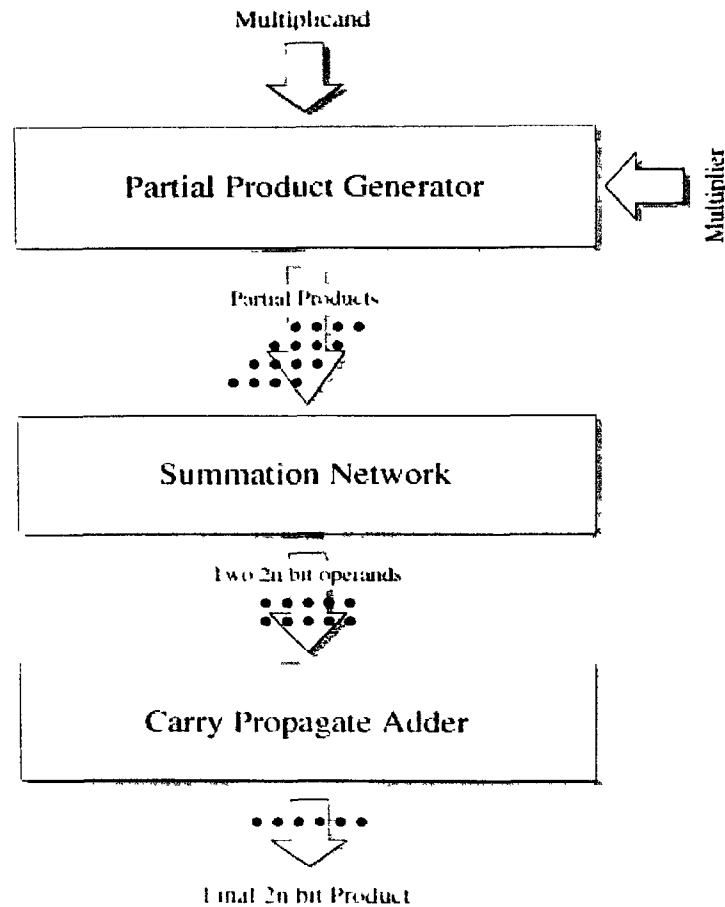 Multiplicand
Partial Product Generator
Multiplier
Partial Products
Summation Network
Two 2n bit operands
Carry Propagate Adder
Final 2n bit Product